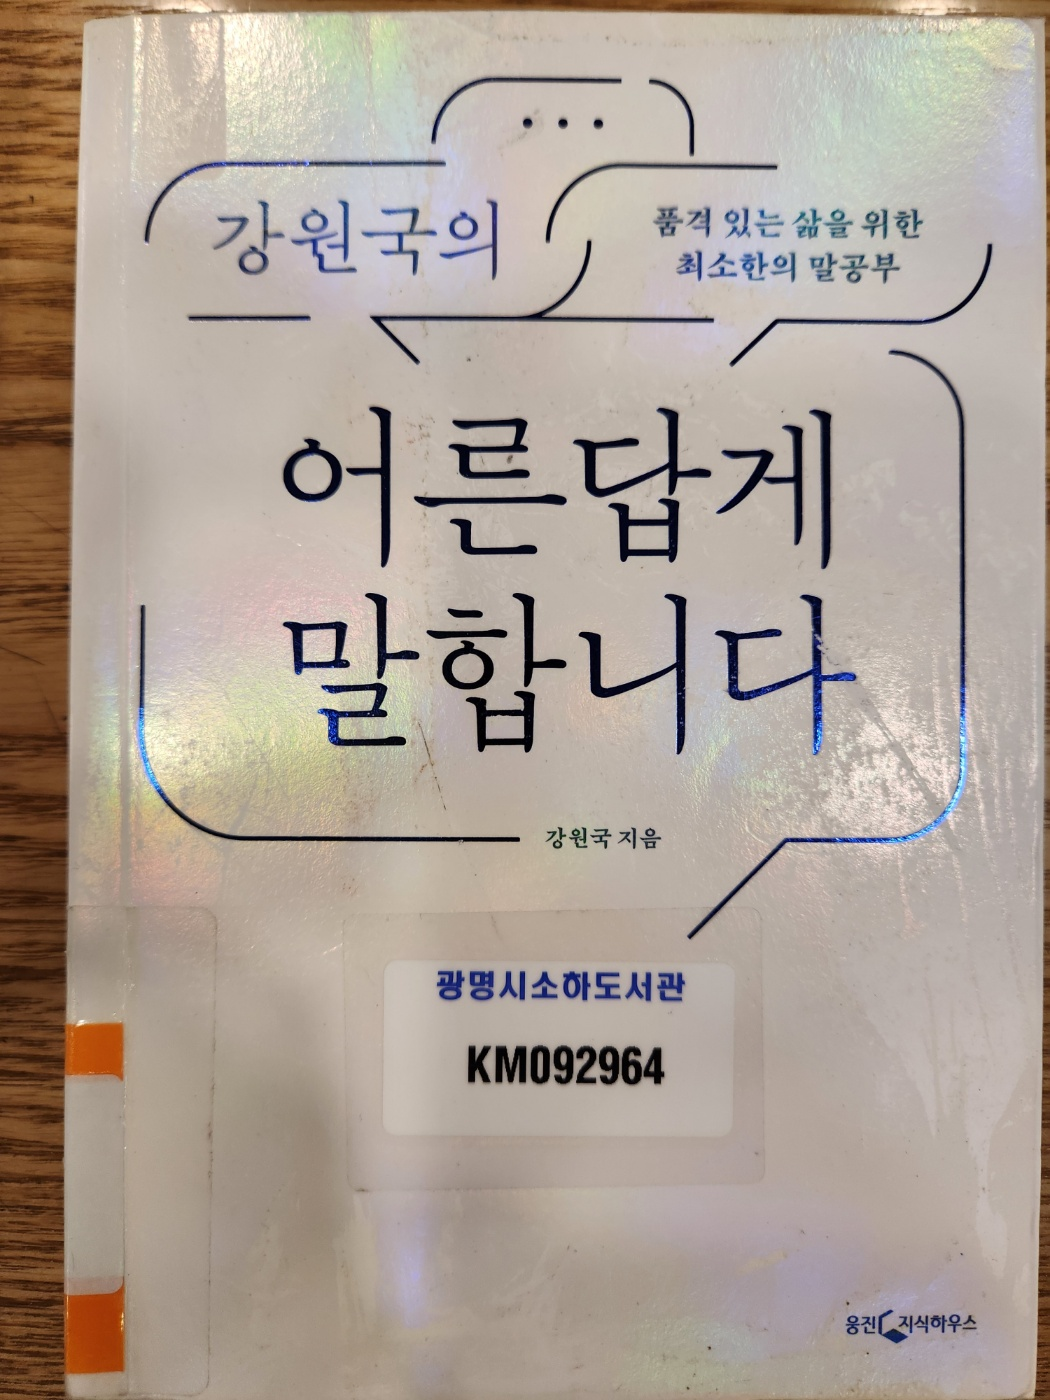 강원국의
품격 있는 삶을 위한
최소한의 말공부
어른답게
말합니다
강원국 지음
광명시소하도서관
KM092964
웅진지식하우스